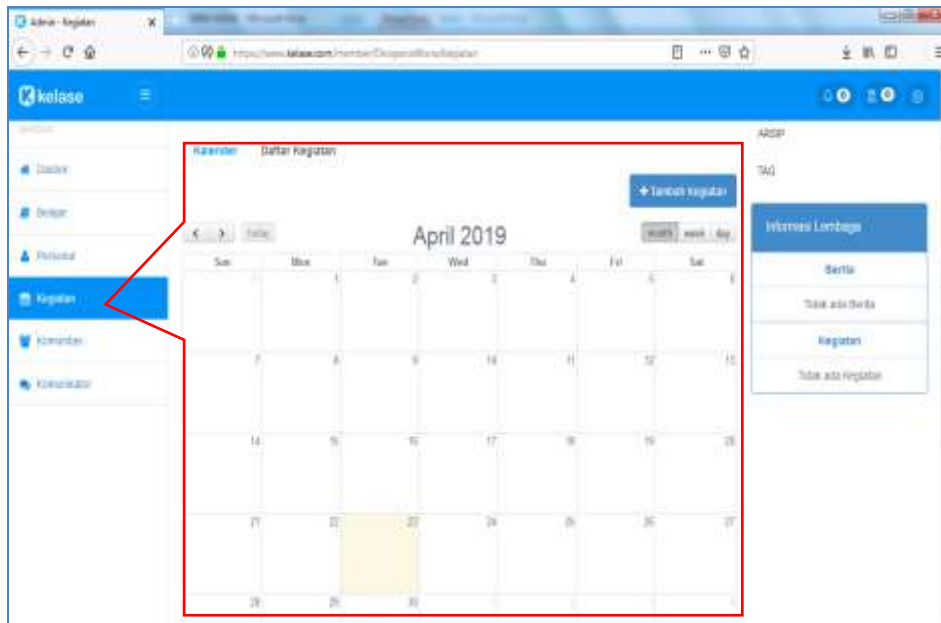 Admin - Kegiatan
kelase
0 0
ARSIP
Kalender Daftar Kegiatan
TAG
+ Tambah Kegiatan
Belajar
Informasi Lembaga
today
April 2019
month week day
Personal
Sun Mon Tue Wed Thu Fri Sat
Berita
1 2 3 4 5 6
Kegiatan
Tidak ada Berita
Komunitas
Kegiatan
7 8 9 10 11 12 13
Tidak ada Kegiatan
14 15 16 17 18 19 20
21 22 23 24 25 26 27
28 29 30